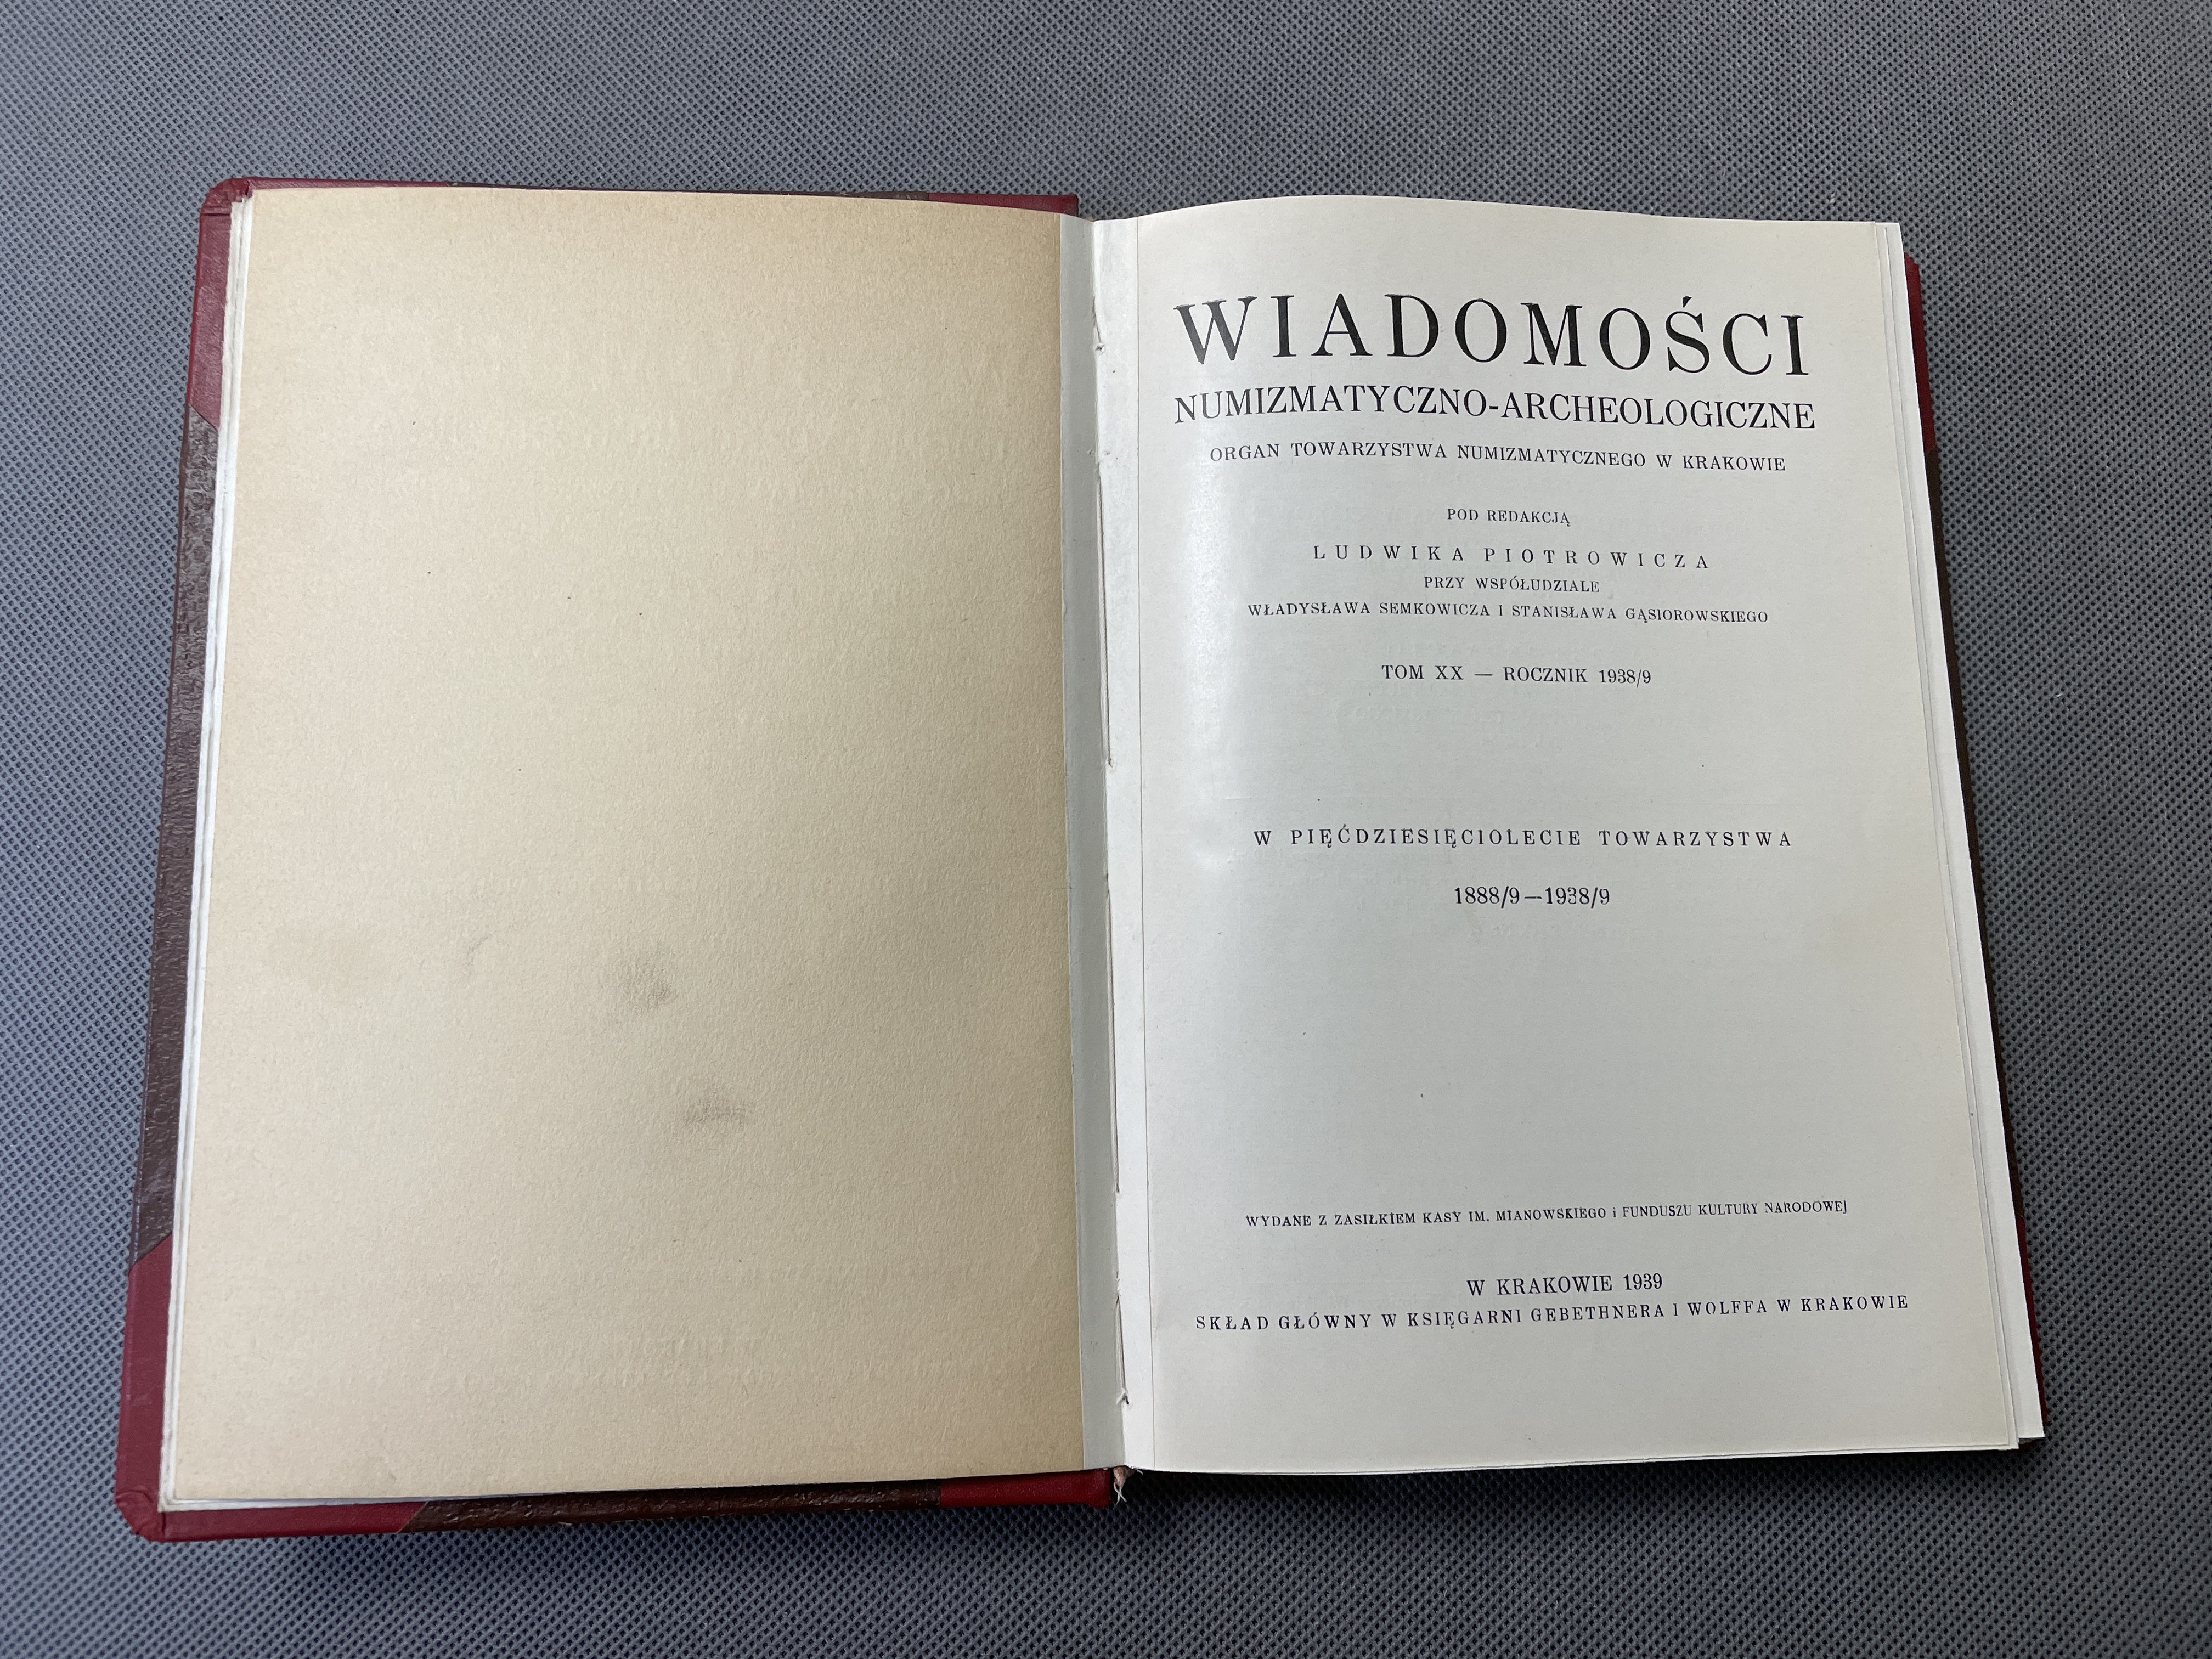 WIADOMOŚCI
NUMIZMATYCZNO-ARCHEOLOGICZNE
ORGAN TOWARZYSTWA NUMIZMATYCZNEGO W KRAKOWIE
POD REDAKCJĄ
LUDWIKA PIOTROWICZA
PRZY WSPÓŁUDZIALE
WŁADYSŁAWA SEMKOWICZA I STANISŁAWA GĄSIOROWSKIEGO
TOM XX — ROCZNIK 1938/9
W PIĘĆDZIESIĘCIOLECIE TOWARZYSTWA
1888/9—1938/9
WYDANE Z ZASIŁKIEM KASY IM. MIANOWSKIEGO i FUNDUSZU KULTURY NARODOWEJ
W KRAKOWIE 1939
SKŁAD GŁÓWNY W KSIĘGARNI GEBETHNERA I WOLFFA W KRAKOWIE